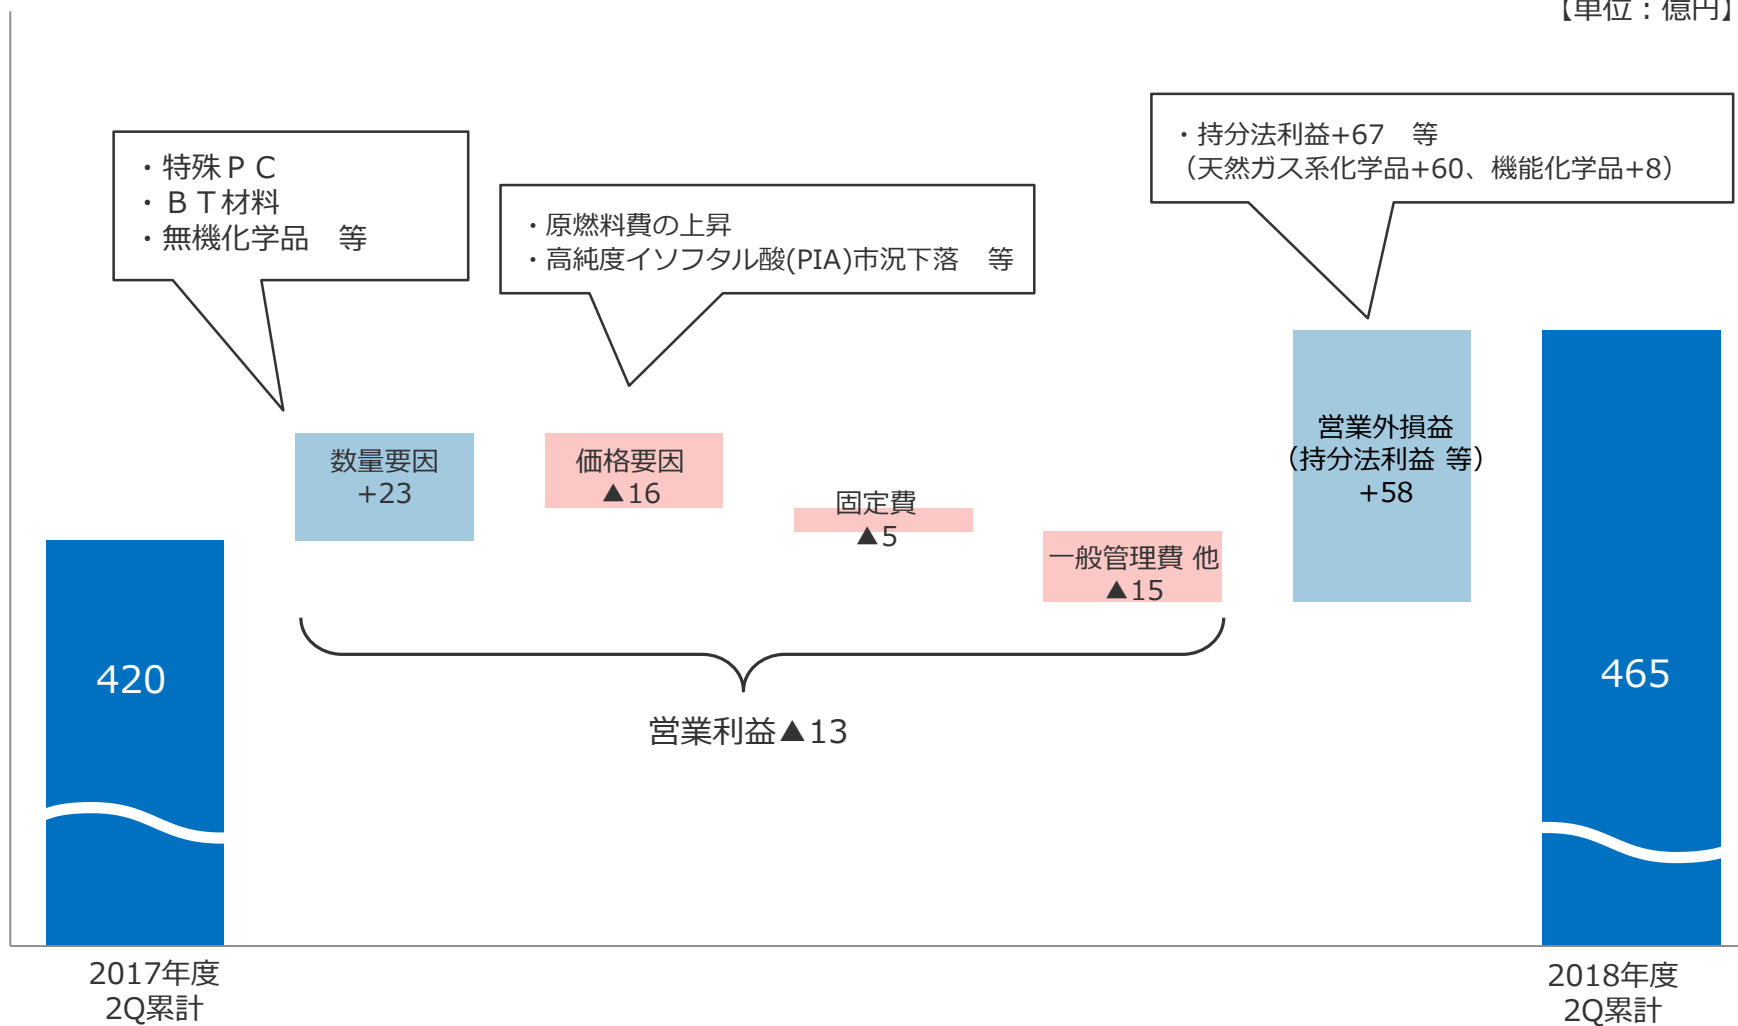 【単位：億円】
・持分法利益+67　等
（天然ガス系化学品+60、機能化学品+8）
・特殊ＰＣ
・ＢＴ材料
・無機化学品　等
・原燃料費の上昇
・高純度イソフタル酸(PIA)市況下落　等
数量要因
+23
価格要因
▲16
固定費
▲5
一般管理費 他
▲15
営業外損益
（持分法利益 等）
+58
420
465
営業利益▲13
2017年度
2Q累計
2018年度
2Q累計